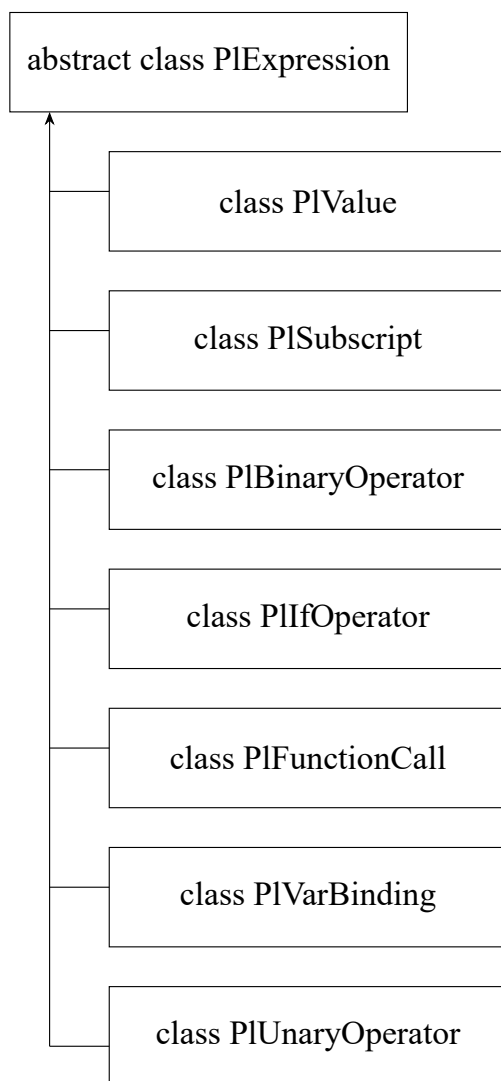 abstract class PlExpression
class PlValue
class PlSubscript
class PlBinaryOperator
class PlIfOperator
class PlFunctionCall
class PlVarBinding
class PlUnaryOperator